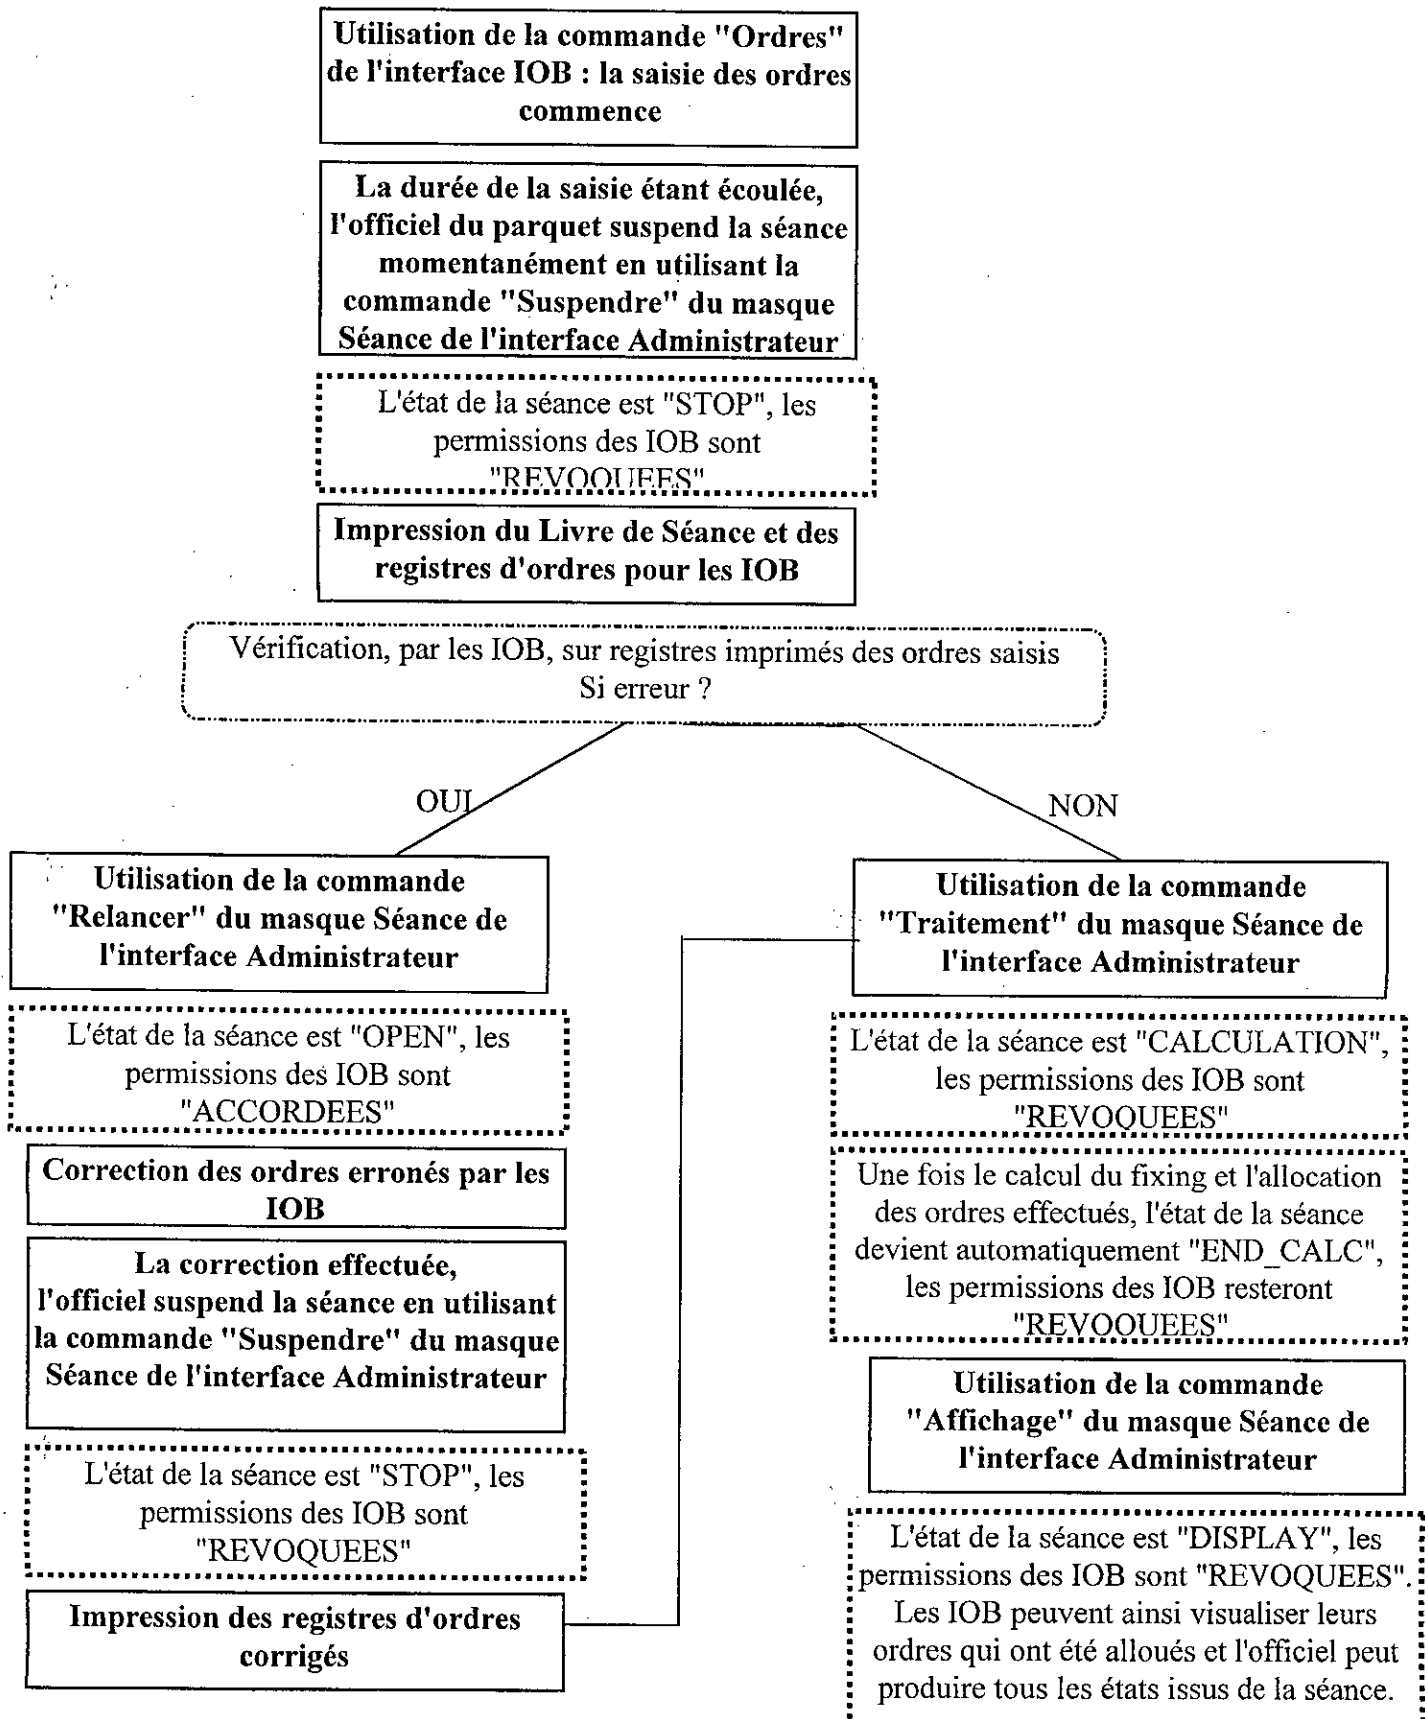 Utilisation de la commande "Ordres"
de l'interface IOB : la saisie des ordres
commence
La durée de la saisie étant écoulée,
l'officiel du parquet suspend la séance
momentanément en utilisant la
commande "Suspendre" du masque
Séance de l'interface Administrateur
L'état de la séance est "STOP", les
permissions des IOB sont
"REVOQUEES"
Impression du Livre de Séance et des
registres d'ordres pour les IOB
Vérification, par les IOB, sur registres imprimés des ordres saisis
Si erreur ?
OUI
NON
Utilisation de la commande
"Relancer" du masque Séance de
l'interface Administrateur
L'état de la séance est "OPEN", les
permissions des IOB sont
"ACCORDEES"
Correction des ordres erronés par les
IOB
La correction effectuée,
l'officiel suspend la séance en utilisant
la commande "Suspendre" du masque
Séance de l'interface Administrateur
L'état de la séance est "STOP", les
permissions des IOB sont
"REVOQUEES"
Impression des registres d'ordres
corrigés
Utilisation de la commande
"Traitement" du masque Séance de
l'interface Administrateur
L'état de la séance est "CALCULATION",
les permissions des IOB sont
"REVOQUEES"
Une fois le calcul du fixing et l'allocation
des ordres effectués, l'état de la séance
devient automatiquement "END_CALC",
les permissions des IOB resteront
"REVOQUEES"
Utilisation de la commande
"Affichage" du masque Séance de
l'interface Administrateur
L'état de la séance est "DISPLAY", les
permissions des IOB sont "REVOQUEES".
Les IOB peuvent ainsi visualiser leurs
ordres qui ont été alloués et l'officiel peut
produire tous les états issus de la séance.